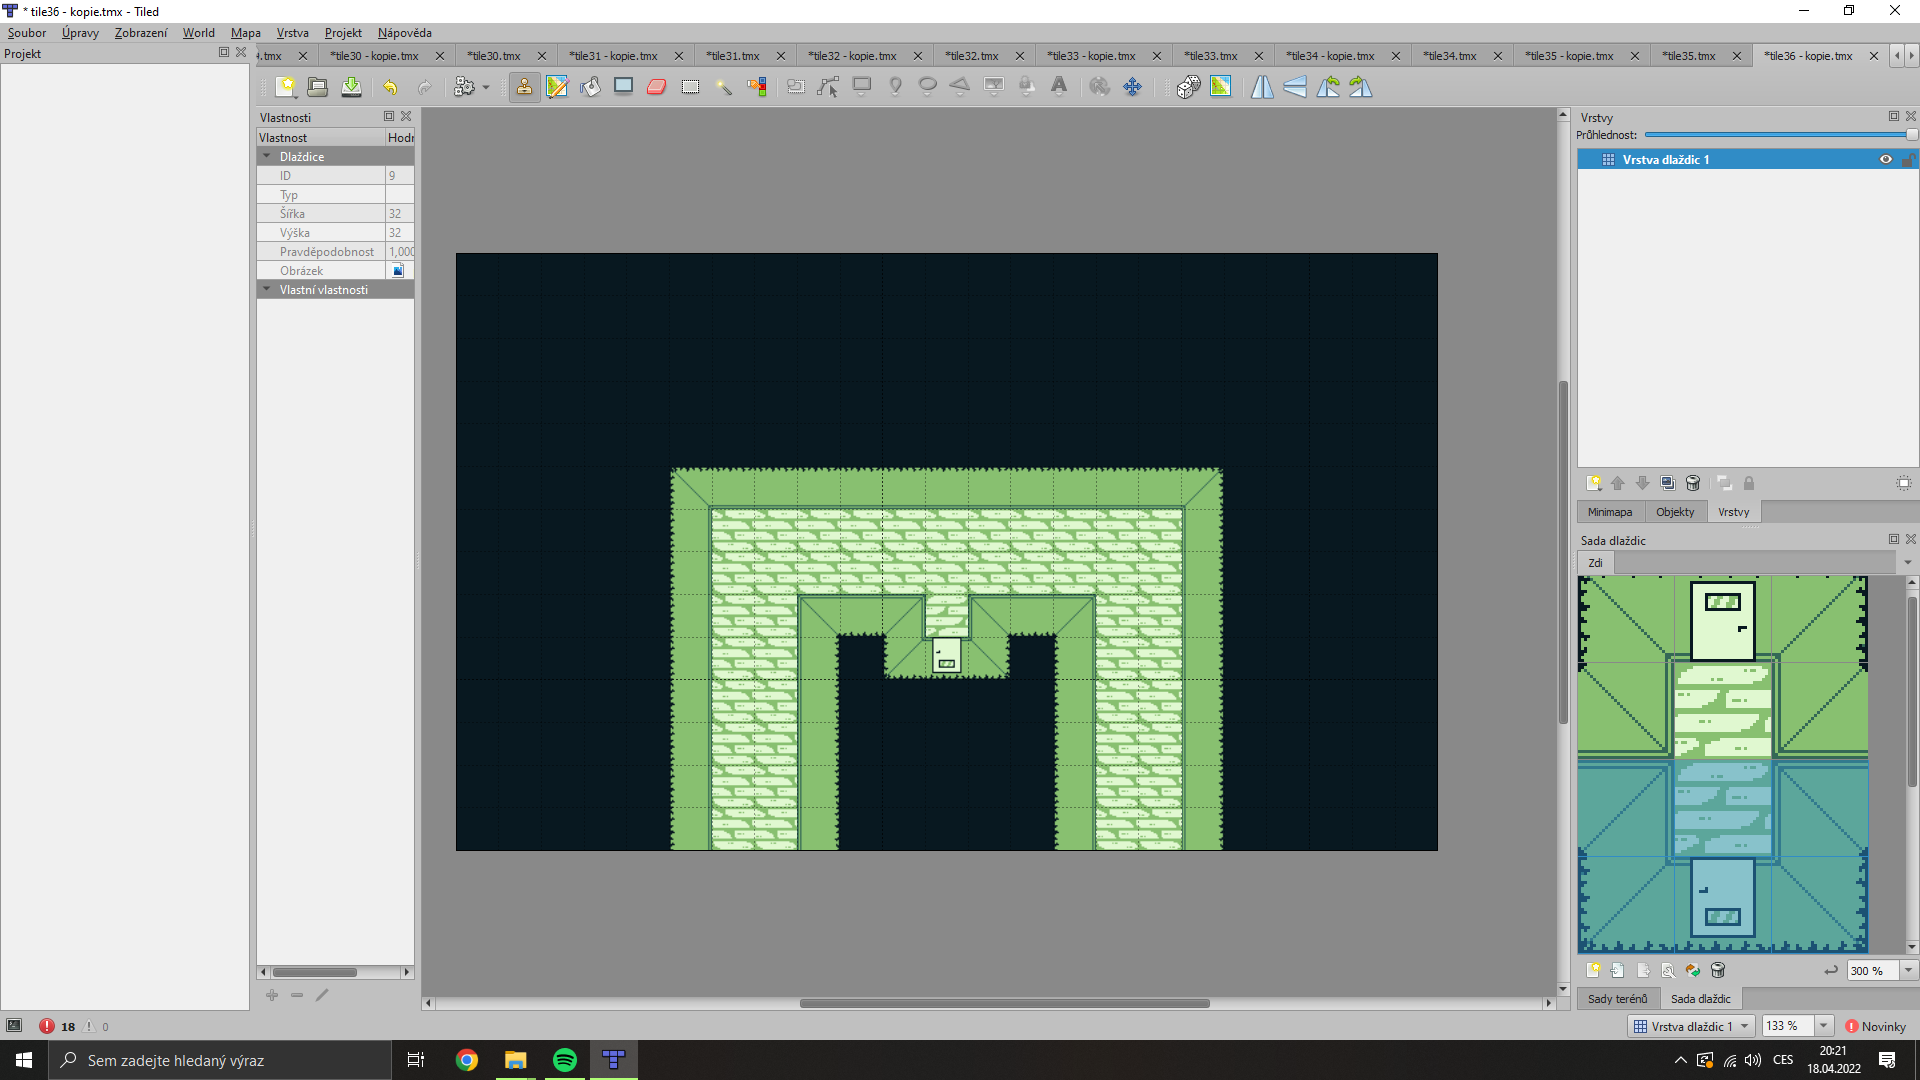 * tile36 - kopie.tmx - Tiled
Soubor Úpravy Zobrazení World Mapa Vrstva Projekt Nápověda
Projekt
.tmx *tile30 - kopie.tmx *tile30.tmx *tile31 - kopie.tmx *tile31.tmx *tile32 - kopie.tmx *tile32.tmx *tile33 - kopie.tmx *tile33.tmx *tile34 - kopie.tmx *tile34.tmx *tile35 - kopie.tmx *tile35.tmx *tile36 - kopie.tmx
Vlastnosti
Vlastnost Hodn
Dlaždice
ID 9
Typ
Šířka 32
Výška 32
Pravděpodobnost 1,000
Obrázek
Vlastní vlastnosti
Vrstvy
Průhlednost:
Vrstva dlaždic 1
Minimapa Objekty Vrstvy
Sada dlaždic
Zdi
300 %
Sady terénů Sada dlaždic
18 0
Vrstva dlaždic 1 133 % Novinky
Sem zadejte hledaný výraz
CES
20:21
18.04.2022